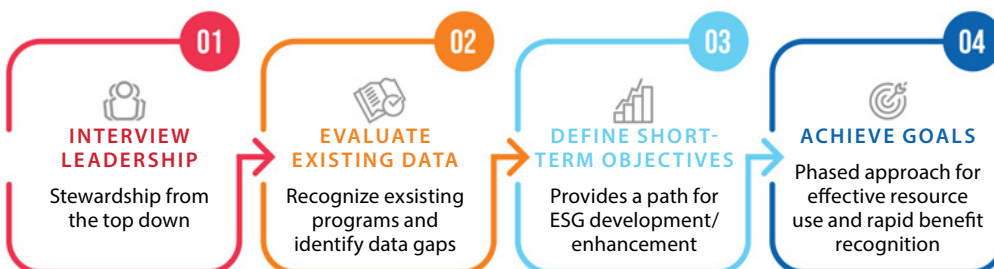 01
INTERVIEW
LEADERSHIP
Stewardship from
the top down
02
EVALUATE
EXISTING DATA
Recognize exsisting
programs and
identify data gaps
03
DEFINE SHORT-
TERM OBJECTIVES
Provides a path for
ESG development/
enhancement
04
ACHIEVE GOALS
Phased approach for
effective resource
use and rapid benefit
recognition